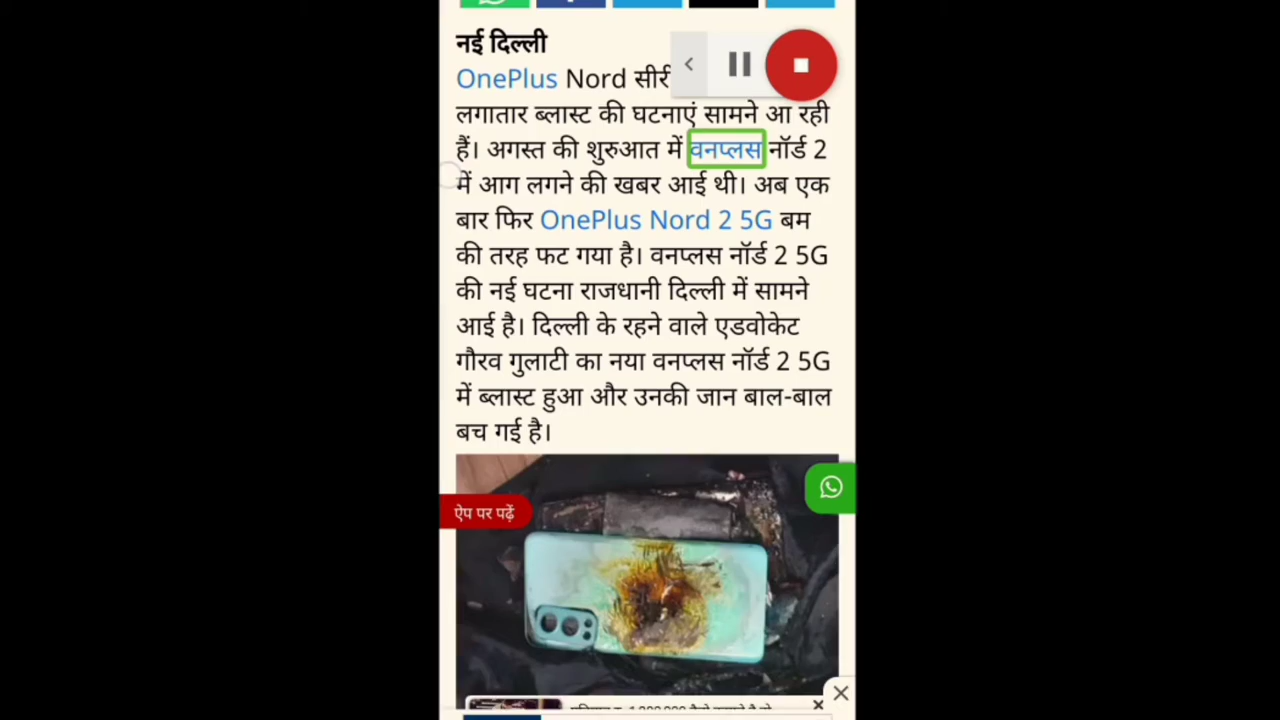 नई दिल्ली
OnePlus Nord सीरी
लगातार ब्लास्ट की घटनाएं सामने आ रही
हैं। अगस्त की शुरुआत में वनप्लस नॉर्ड 2
में आग लगने की खबर आई थी। अब एक
बार फिर OnePlus Nord 2 5G बम
की तरह फट गया है। वनप्लस नॉर्ड 2 5G
की नई घटना राजधानी दिल्ली में सामने
आई है। दिल्ली के रहने वाले एडवोकेट
गौरव गुलाटी का नया वनप्लस नॉर्ड 2 5G
में ब्लास्ट हुआ और उनकी जान बाल-बाल
बच गई है।
ऐप पर पढ़ें